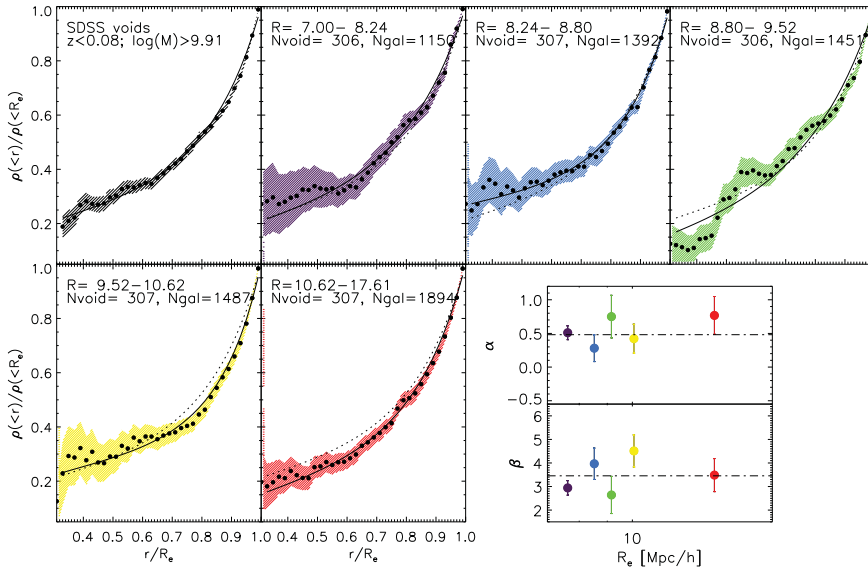 SDSS voids
z<0.08; log(M)>9.91
R= 7.00− 8.24
Nvoid= 306, Ngal=1150
R= 8.24− 8.80
Nvoid= 307, Ngal=1392
R= 8.80− 9.52
Nvoid= 306, Ngal=1451
ρ(<r)/ρ(<Re)
1.0
0.8
0.6
0.4
0.2
R= 9.52−10.62
Nvoid= 307, Ngal=1487
R=10.62−17.61
Nvoid= 307, Ngal=1894
ρ(<r)/ρ(<Re)
1.0
0.8
0.6
0.4
0.2
0.4 0.5 0.6 0.7 0.8 0.9 1.0
r/Re
0.4 0.5 0.6 0.7 0.8 0.9 1.0
r/Re
α
1.0
0.5
0.0
−0.5
β
6
5
4
3
2
10
Re [Mpc/h]